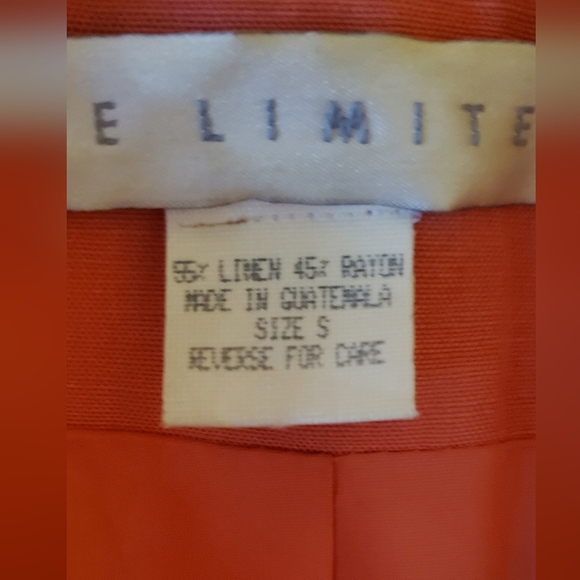 E LIMITE
55% LINEN 45% RAYON
MADE IN GUATEMALA
SIZE S
REVERSE FOR CARE